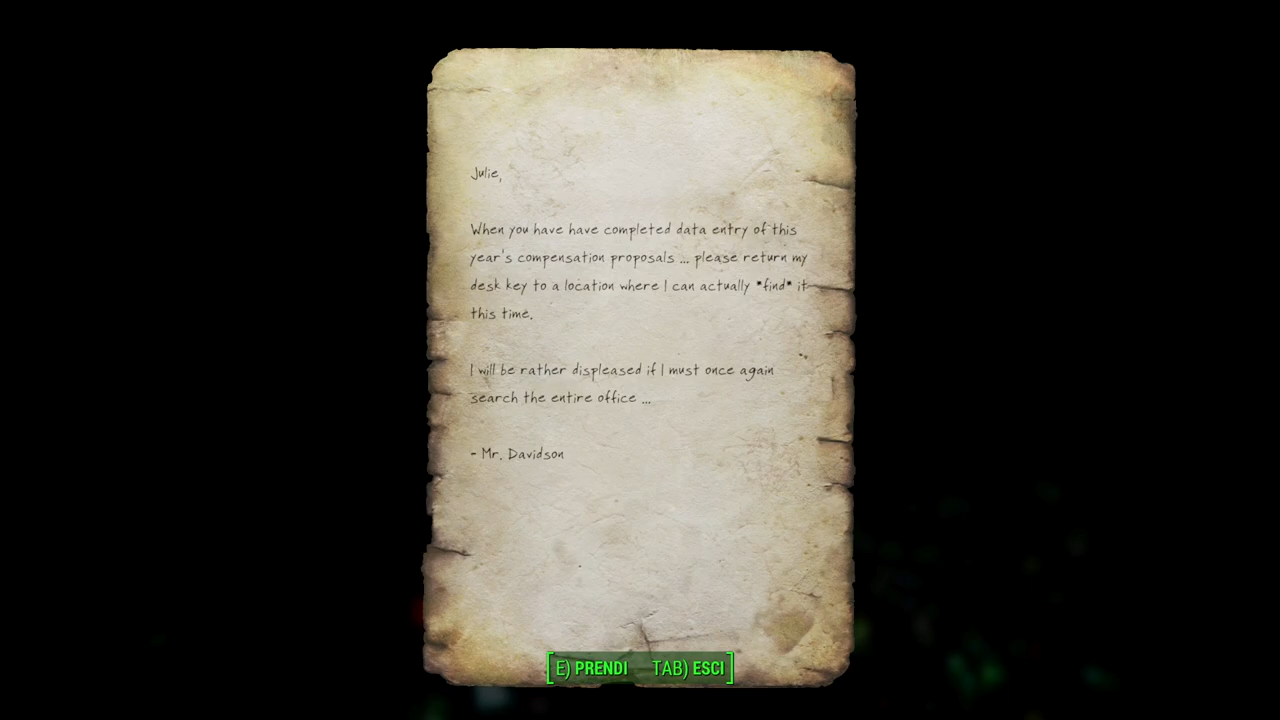 Julie,
When you have have completed data entry of this
year's compensation proposals ... please return my
desk key to a location where I can actually *find* it
this time.
I will be rather displeased if I must once again
search the entire office ...
- Mr. Davidson
E) PRENDI TAB) ESCI